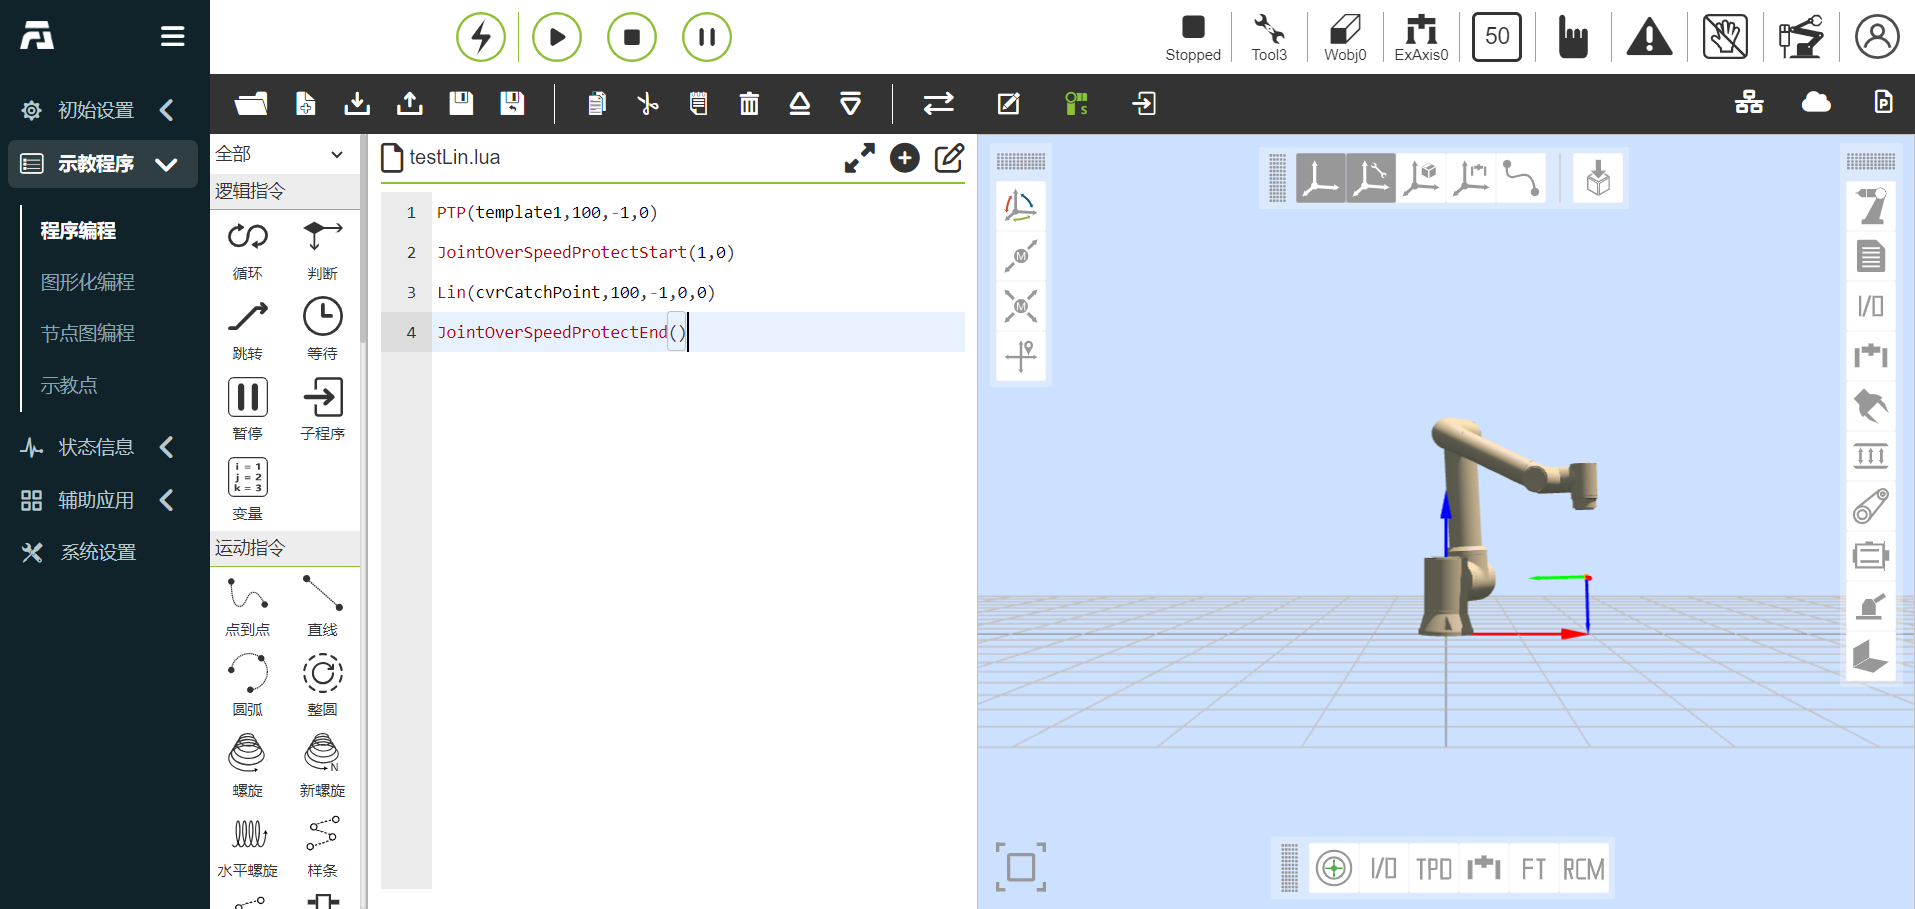 Stopped
Tool3
Wobj0
ExAxis0
50
初始设置
示教程序
程序编程
图形化编程
节点图编程
示教点
状态信息
辅助应用
系统设置
S
P
全部
逻辑指令
循环
判断
跳转
等待
暂停
子程序
i = 1
j = 2
k = 3
变量
运动指令
点到点
直线
圆弧
整圆
螺旋
N
新螺旋
水平螺旋
样条
testLin.lua
1 PTP(template1,100,-1,0)
2 JointOverSpeedProtectStart(1,0)
3 Lin(cvrCatchPoint,100,-1,0,0)
4 JointOverSpeedProtectEnd()
M
M
I/O
I/O
TPD
FT
RCM